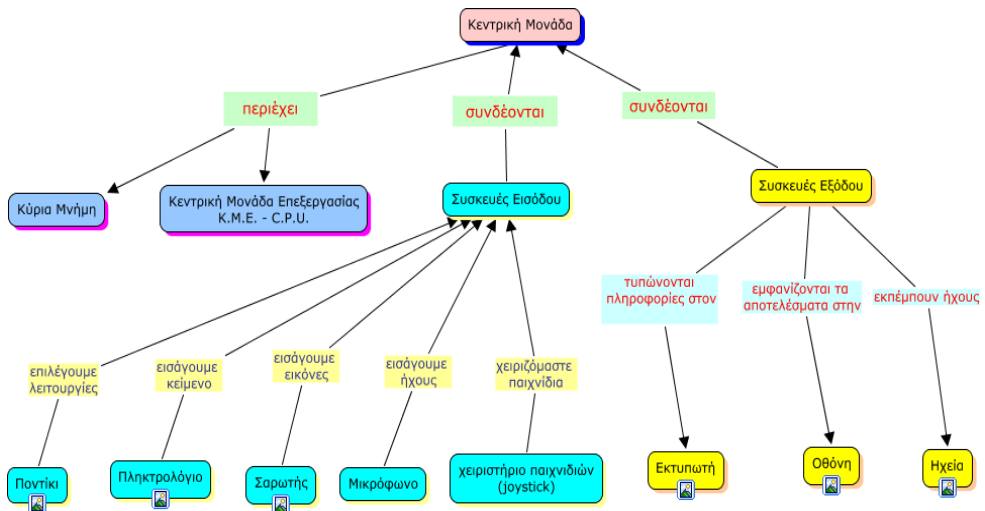 Κεντρική Μονάδα
περιέχει
συνδέονται
συνδέονται
Κύρια Μνήμη
Κεντρική Μονάδα Επεξεργασίας
Κ.Μ.Ε. - C.P.U.
Συσκευές Εισόδου
Συσκευές Εξόδου
τυπώνονται
πληροφορίες στον
εμφανίζονται τα
αποτελέσματα στην
εκπέμπουν ήχους
επιλέγουμε
λειτουργίες
εισάγουμε
κείμενο
εισάγουμε
εικόνες
εισάγουμε
ήχους
χειριζόμαστε
παιχνίδια
Ποντίκι
Πληκτρολόγιο
Σαρωτής
Μικρόφωνο
χειριστήριο παιχνιδιών
(joystick)
Εκτυπωτή
Οθόνη
Ηχεία